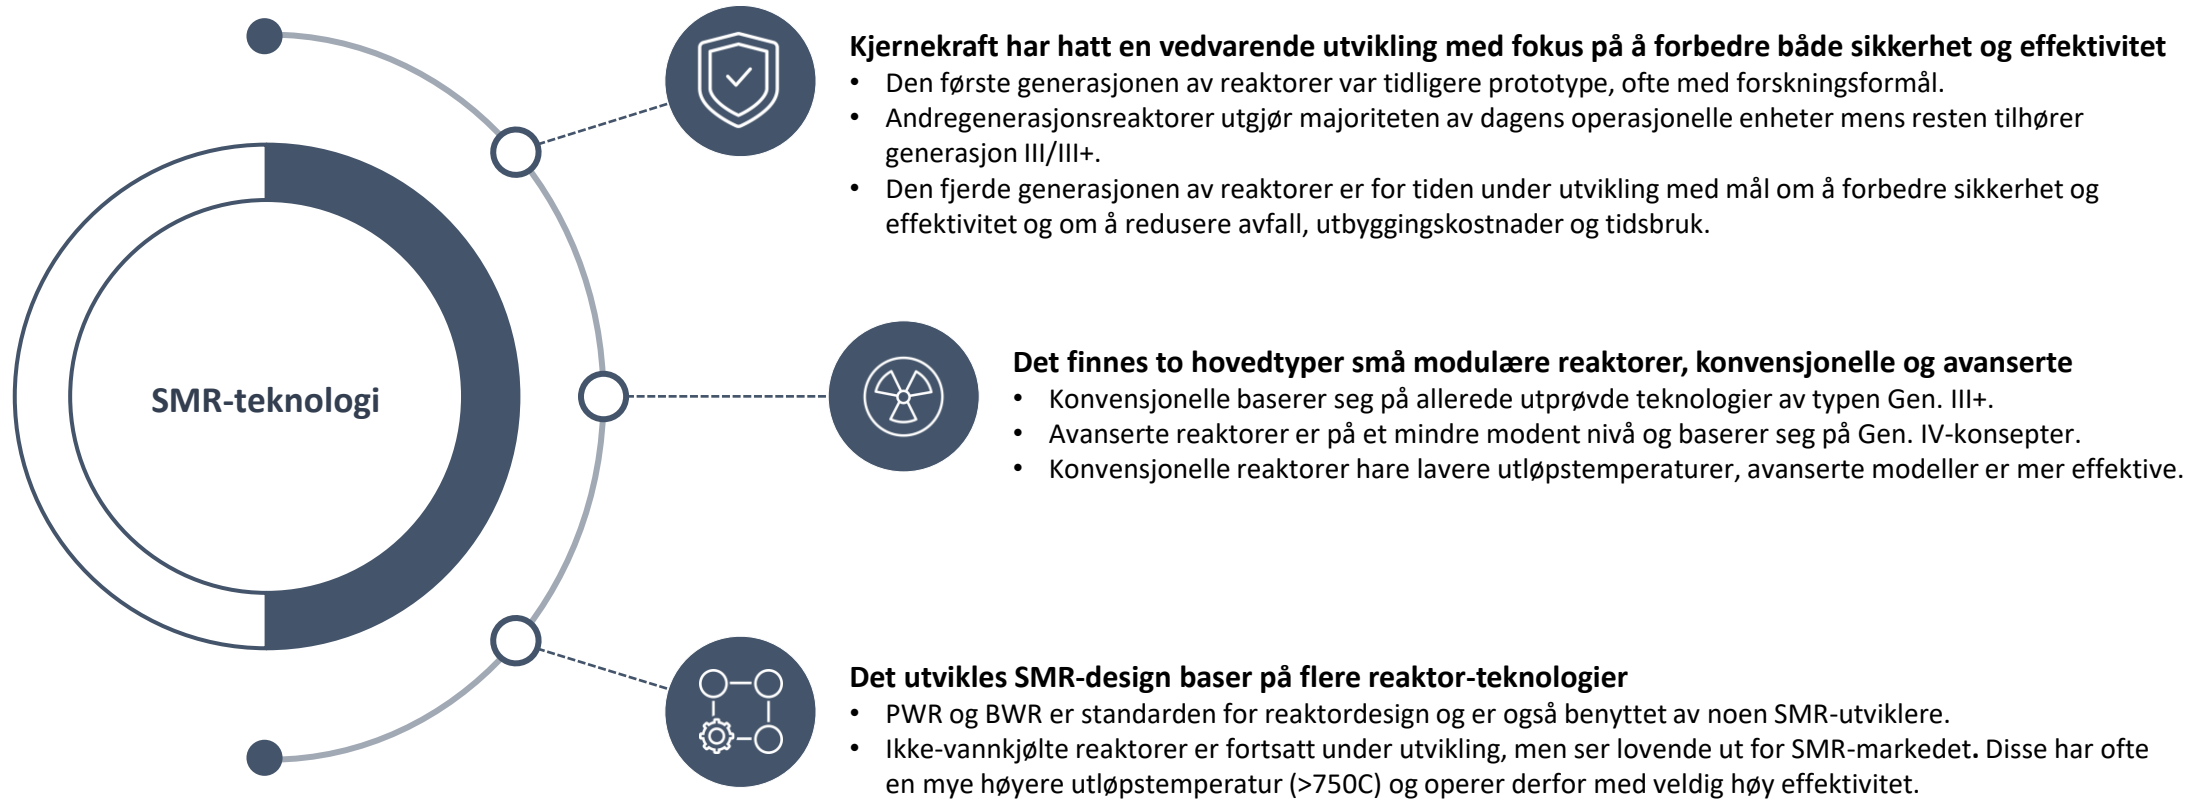 SMR-teknologi
Kjernekraft har hatt en vedvarende utvikling med fokus på å forbedre både sikkerhet og effektivitet
• Den første generasjonen av reaktorer var tidligere prototype, ofte med forskningsformål.
• Andregenerasjonsreaktorer utgjør majoriteten av dagens operasjonelle enheter mens resten tilhører
generasjon III/III+.
• Den fjerde generasjonen av reaktorer er for tiden under utvikling med mål om å forbedre sikkerhet og
effektivitet og om å redusere avfall, utbyggingskostnader og tidsbruk.
Det finnes to hovedtyper små modulære reaktorer, konvensjonelle og avanserte
• Konvensjonelle baserer seg på allerede utprøvde teknologier av typen Gen. III+.
• Avanserte reaktorer er på et mindre modent nivå og baserer seg på Gen. IV-konsepter.
• Konvensjonelle reaktorer hare lavere utløpstemperaturer, avanserte modeller er mer effektive.
Det utvikles SMR-design baser på flere reaktor-teknologier
• PWR og BWR er standarden for reaktordesign og er også benyttet av noen SMR-utviklere.
• Ikke-vannkjølte reaktorer er fortsatt under utvikling, men ser lovende ut for SMR-markedet. Disse har ofte
en mye høyere utløpstemperatur (>750C) og operer derfor med veldig høy effektivitet.